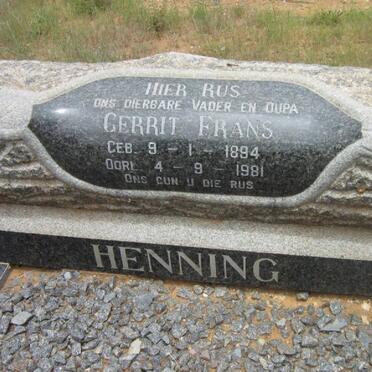 HIER RUS
ONS DIERBARE VADER EN OUPA
GERRIT FRANS
GEB. 9 - 1 - 1894
OORL. 4 - 9 - 1981
ONS GUN U DIE RUS
HENNING